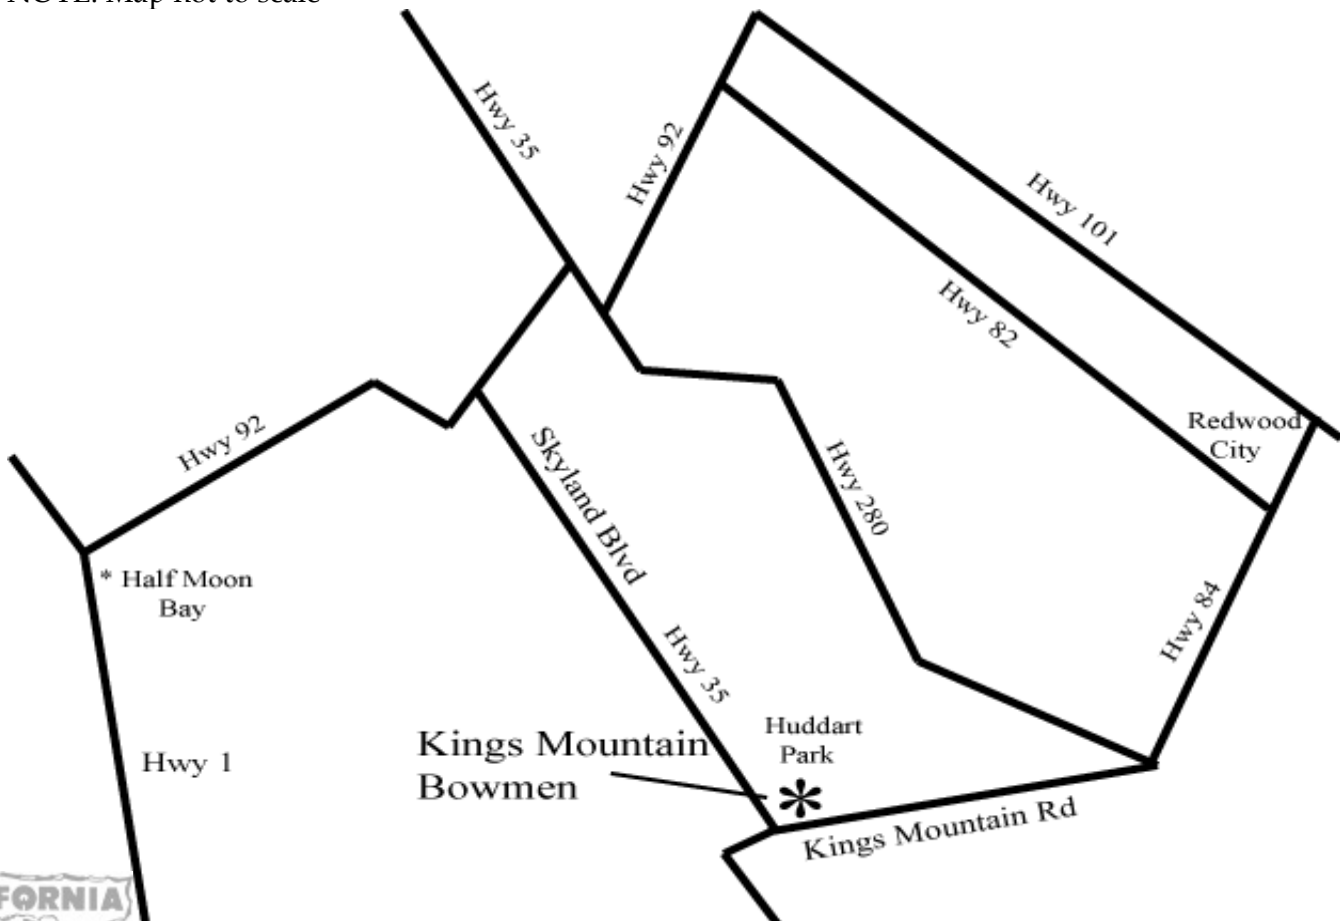 NOTE: Map not to scale
Hwy 35
Hwy 92
Hwy 101
Hwy 82
Redwood
City
Hwy 92
Skyland Blvd
Hwy 280
* Half Moon
Bay
Hwy 84
Hwy 35
Huddart
Park
Kings Mountain
Bowmen
Hwy 1
Kings Mountain Rd
FORNIA